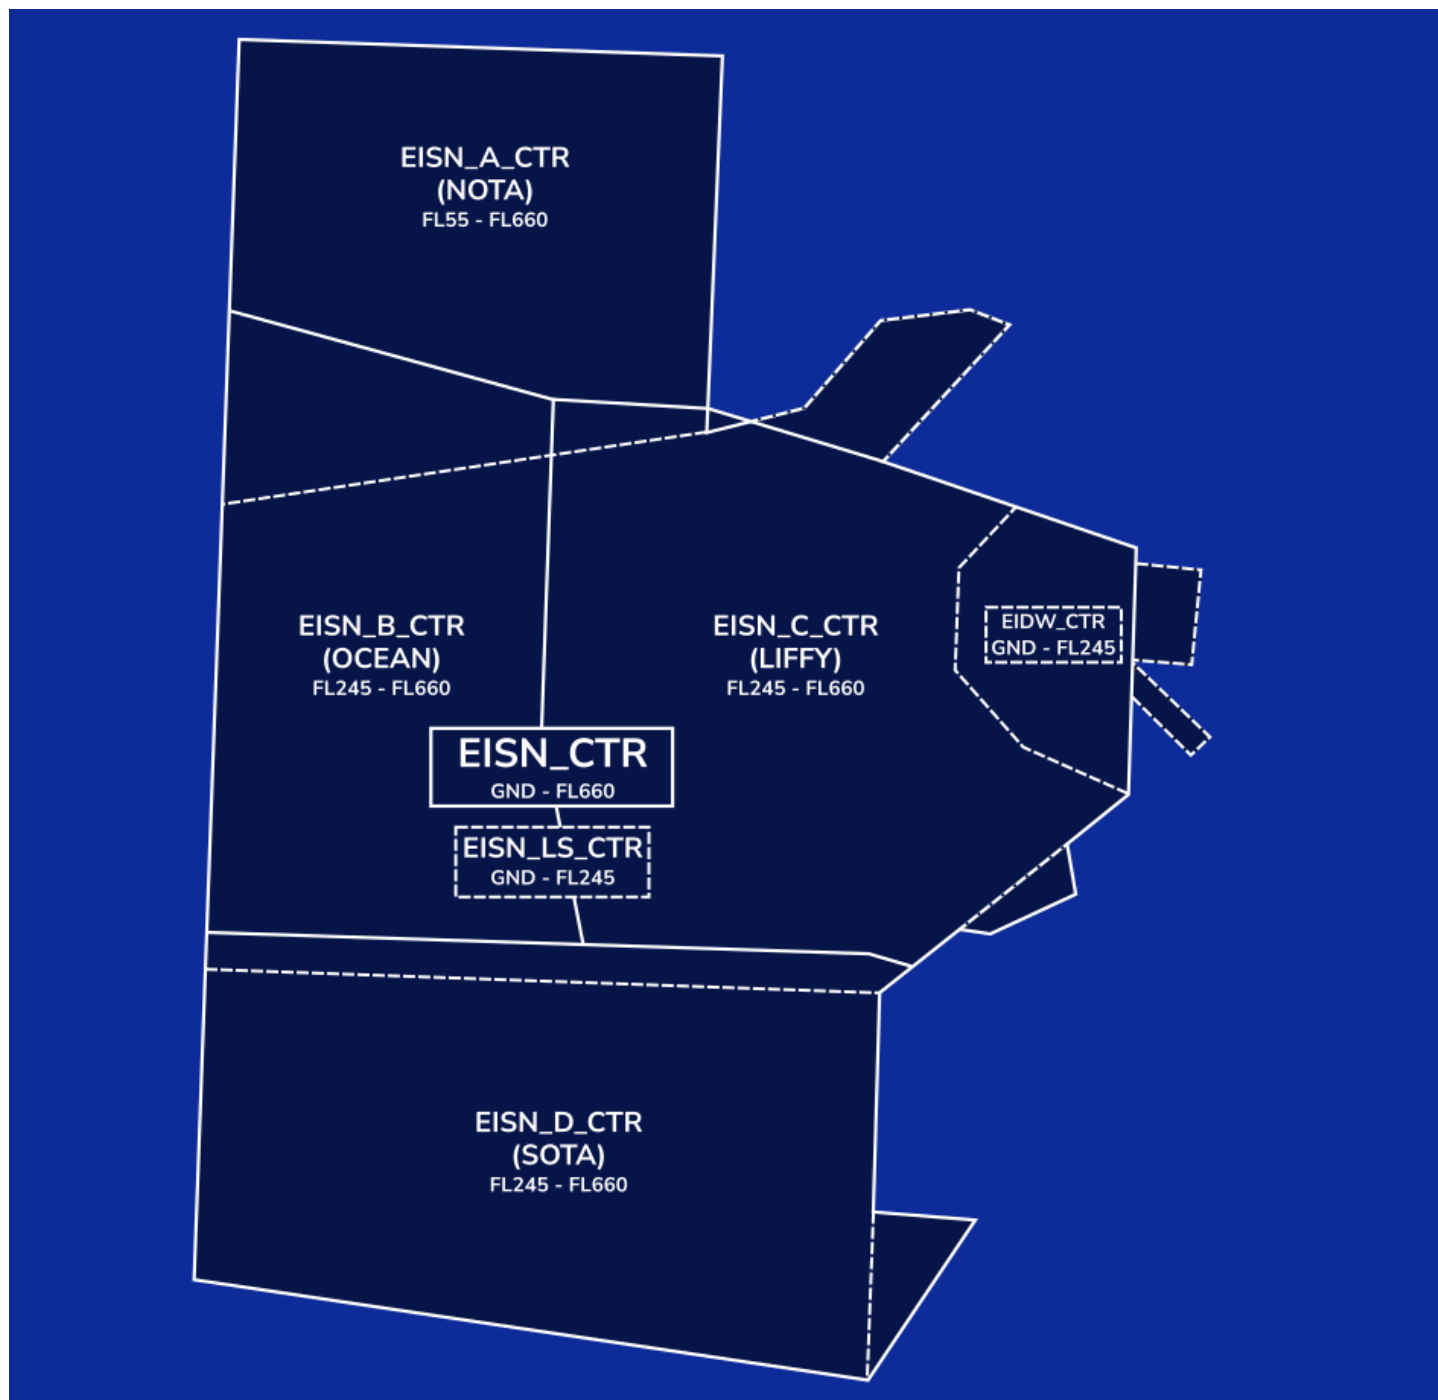 EISN_A_CTR
(NOTA)
FL55 - FL660
EISN_B_CTR
(OCEAN)
FL245 - FL660
EISN_C_CTR
(LIFFY)
FL245 - FL660
EIDW_CTR
GND - FL245
EISN_CTR
GND - FL660
EISN_LS_CTR
GND - FL245
EISN_D_CTR
(SOTA)
FL245 - FL660